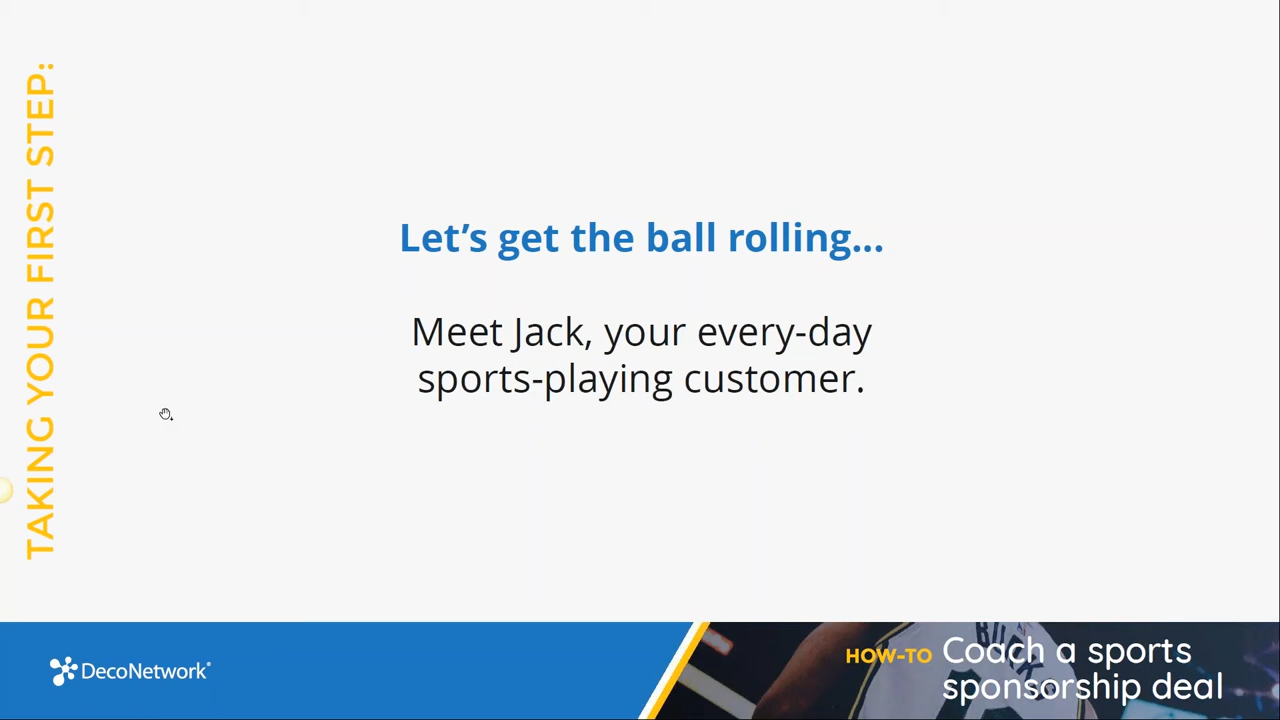 TAKING YOUR FIRST STEP:
Let's get the ball rolling...
Meet Jack, your every-day
sports-playing customer.
DecoNetwork®
HOW-TO Coach a sports
sponsorship deal